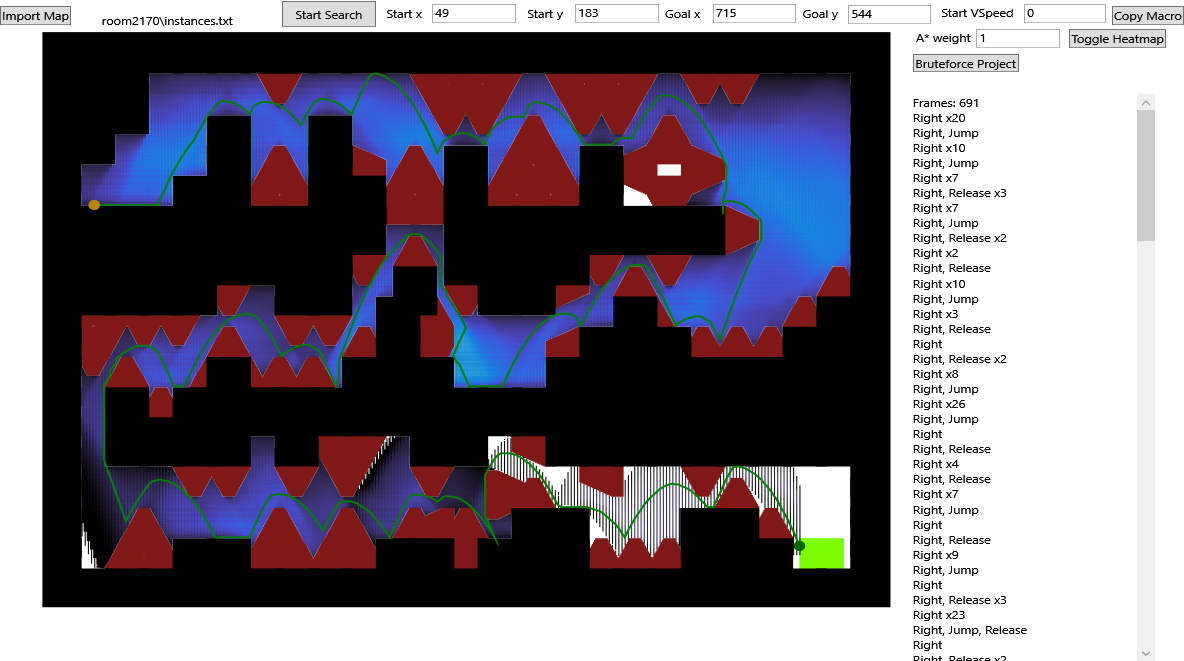 Import Map
room2170\instances.txt
Start Search
Start x 49
Start y 183
Goal x 715
Goal y 544
Start VSpeed 0
Copy Macro
A* weight 1
Toggle Heatmap
Bruteforce Project
Frames: 691
Right x20
Right, Jump
Right x10
Right, Jump
Right x7
Right, Release x3
Right x7
Right, Jump
Right, Release x2
Right x2
Right, Release
Right x10
Right, Jump
Right x3
Right, Release
Right
Right, Release x2
Right x8
Right, Jump
Right x26
Right, Jump
Right
Right, Release
Right x4
Right, Release
Right x7
Right, Jump
Right
Right, Release
Right x9
Right, Jump
Right
Right, Release x3
Right x23
Right, Jump, Release
Right
Right, Release x2